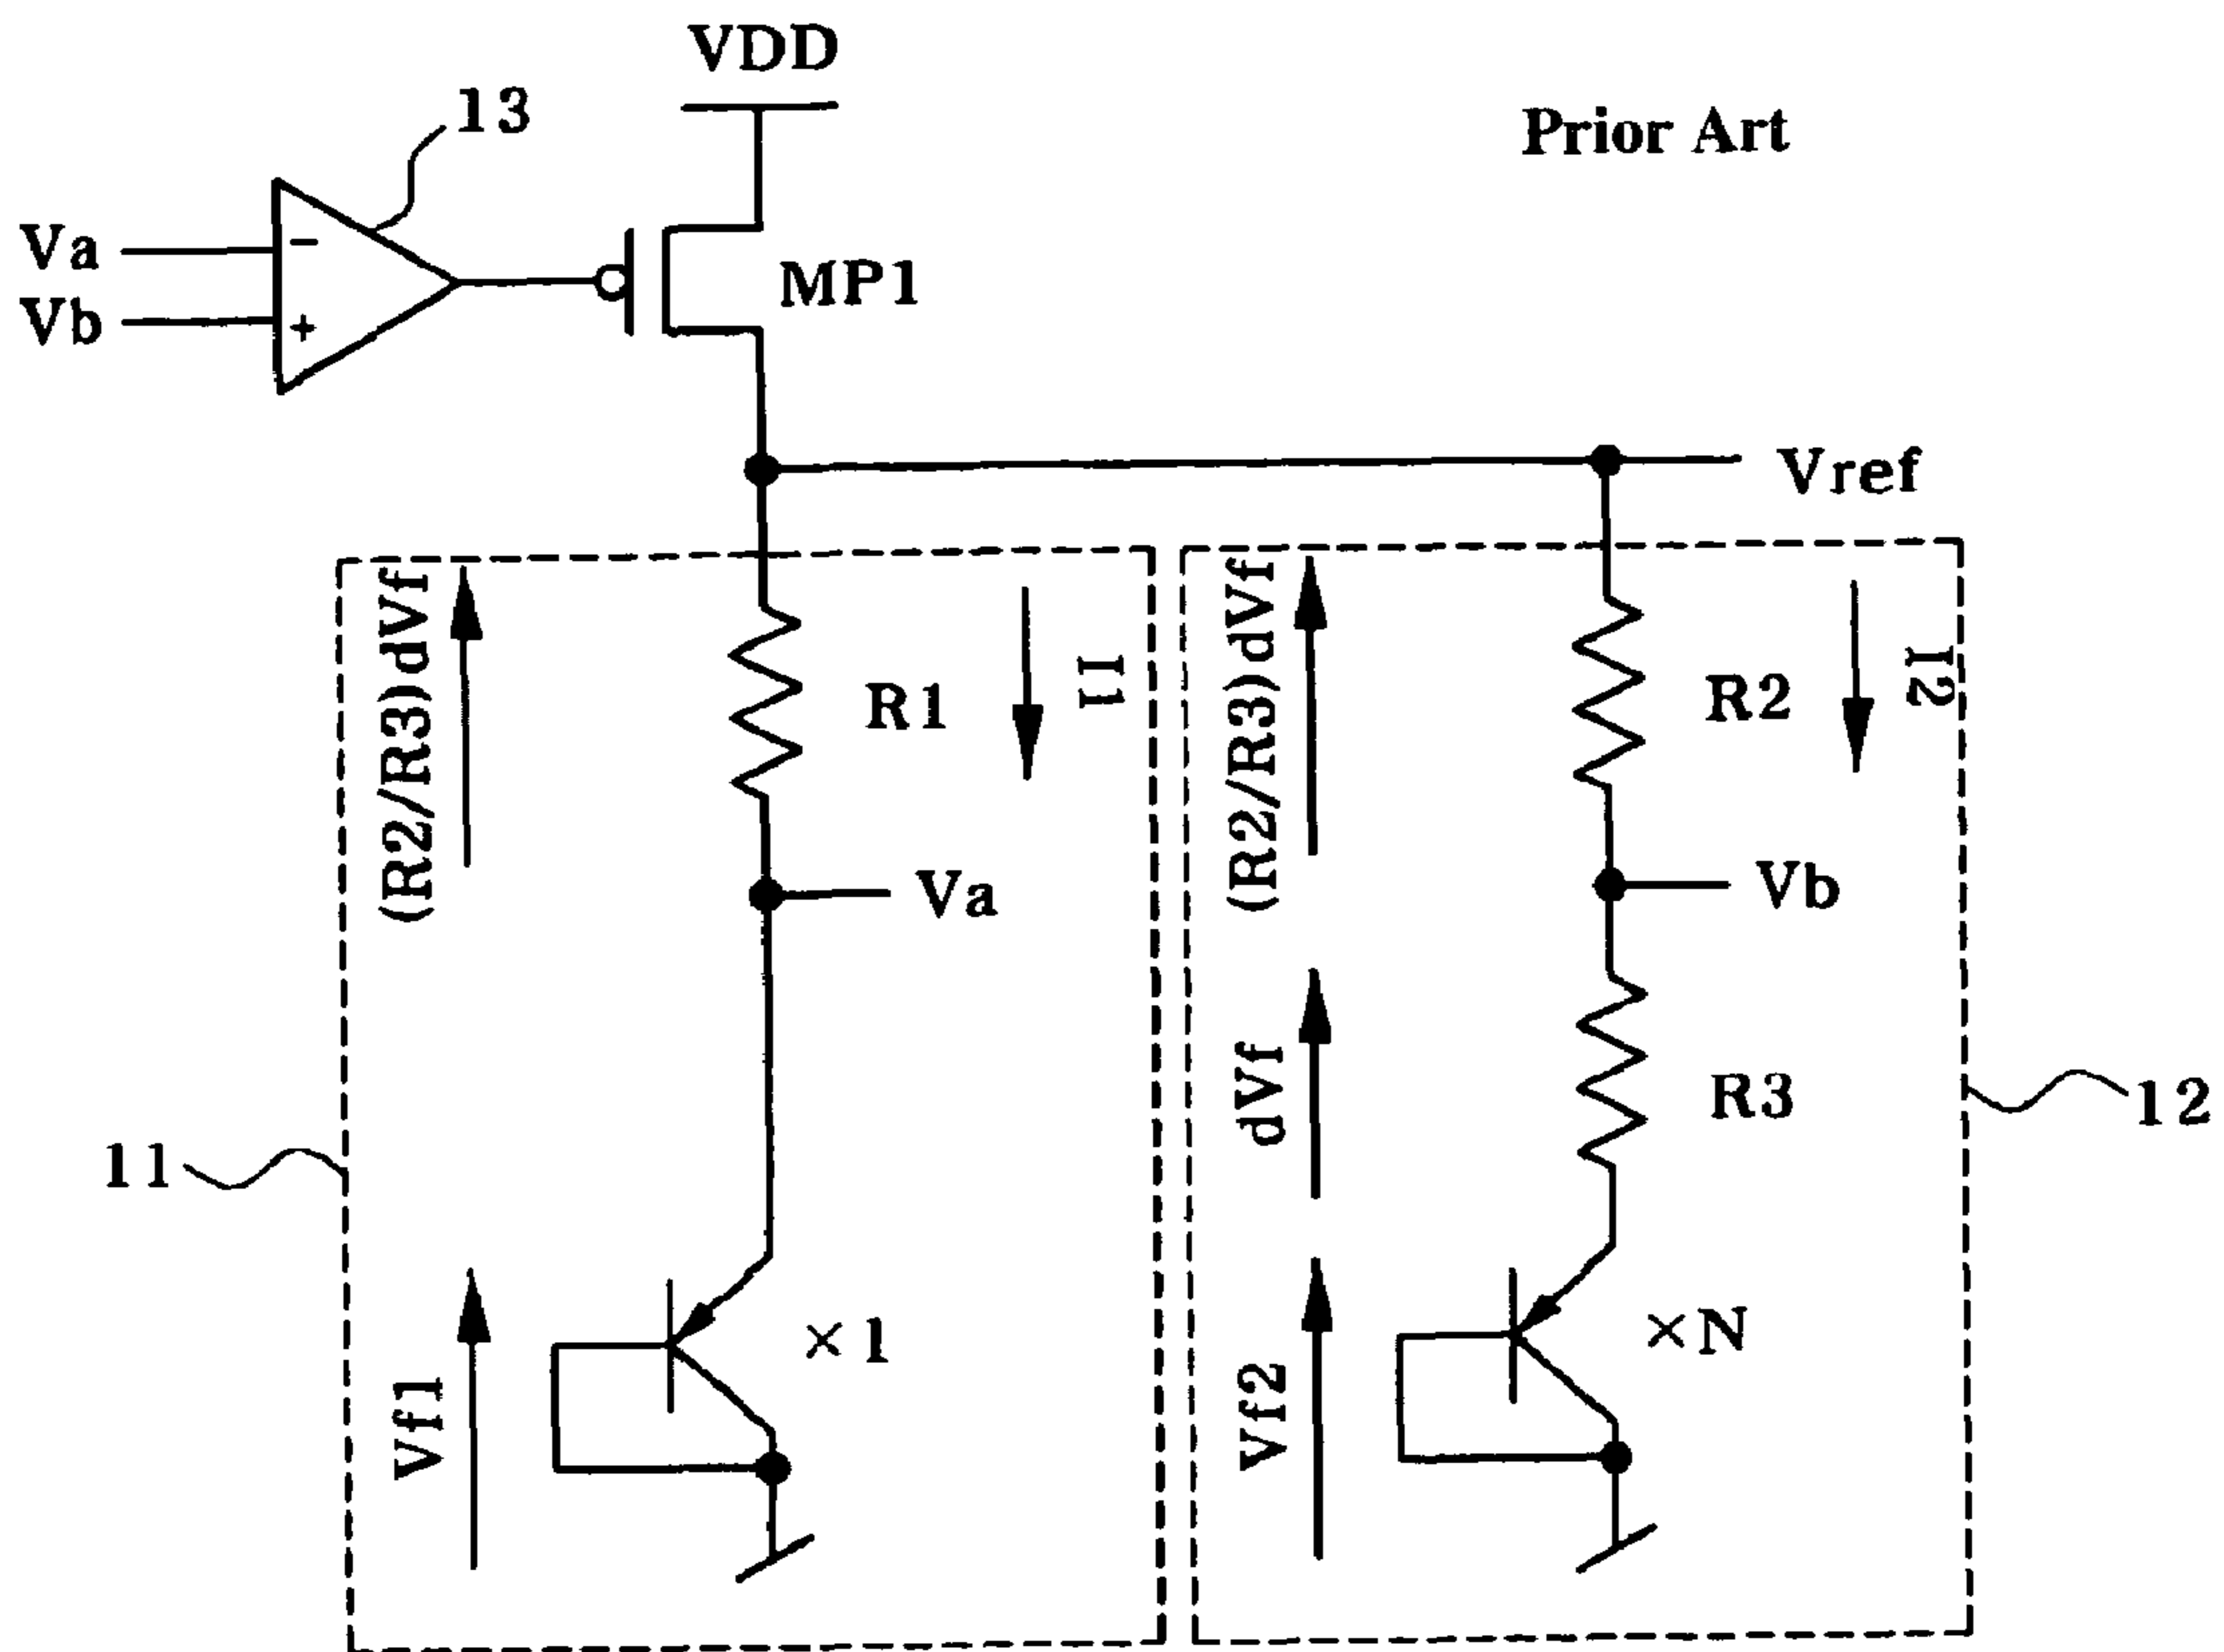 VDD
Prior Art
13
Va
−
Vb
+
MP1
Vref
(R2/R3)dVf
R1
I1
Va
Vf1
×1
11
(R2/R3)dVf
R2
I2
Vb
dVf
R3
Vf2
×N
12